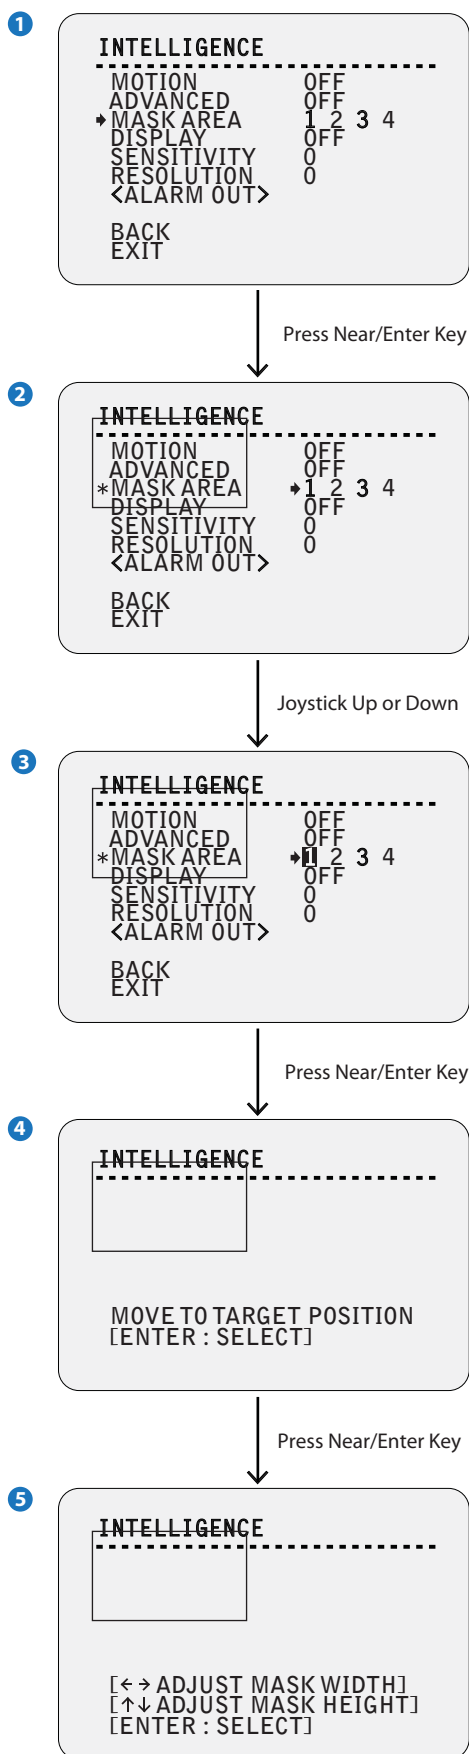 1
INTELLIGENCE
MOTION OFF
ADVANCED OFF
MASK AREA 1 2 3 4
DISPLAY OFF
SENSITIVITY 0
RESOLUTION 0
<ALARM OUT>
BACK
EXIT
Press Near/Enter Key
2
INTELLIGENCE
MOTION OFF
ADVANCED OFF
*MASK AREA 1 2 3 4
DISPLAY OFF
SENSITIVITY 0
RESOLUTION 0
<ALARM OUT>
BACK
EXIT
Joystick Up or Down
3
INTELLIGENCE
MOTION OFF
ADVANCED OFF
*MASK AREA 1 2 3 4
DISPLAY OFF
SENSITIVITY 0
RESOLUTION 0
<ALARM OUT>
BACK
EXIT
Press Near/Enter Key
4
INTELLIGENCE
MOVE TO TARGET POSITION
[ENTER : SELECT]
Press Near/Enter Key
5
INTELLIGENCE
[← → ADJUST MASK WIDTH]
[↑↓ ADJUST MASK HEIGHT]
[ENTER : SELECT]